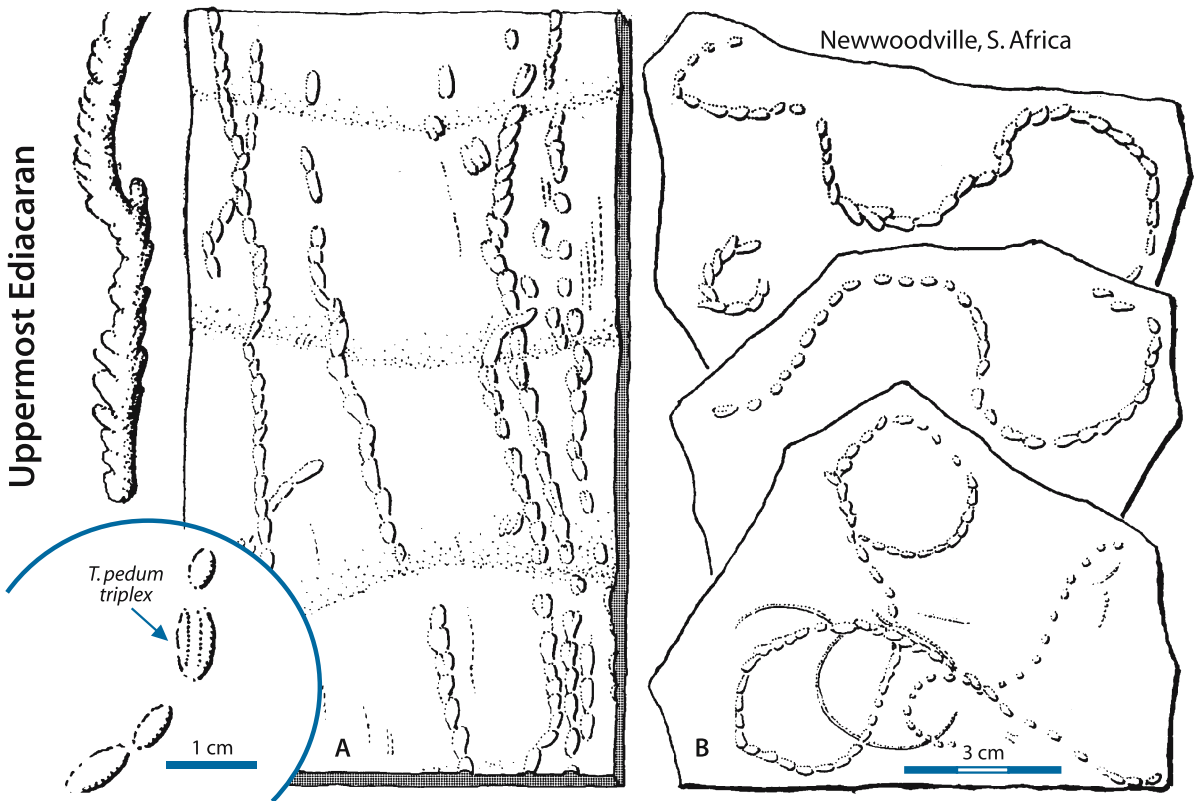 Newwoodville, S. Africa
Uppermost Ediacaran
T. pedum
triplex
1 cm
A
B
3 cm